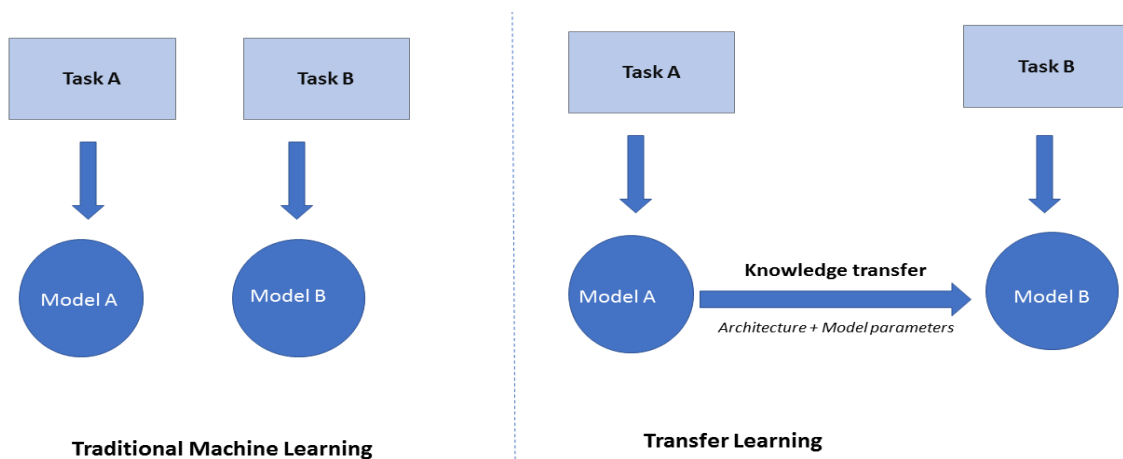 Task A
Task B
Model A
Model B
Traditional Machine Learning
Task A
Task B
Model A
Knowledge transfer
Architecture + Model parameters
Model B
Transfer Learning